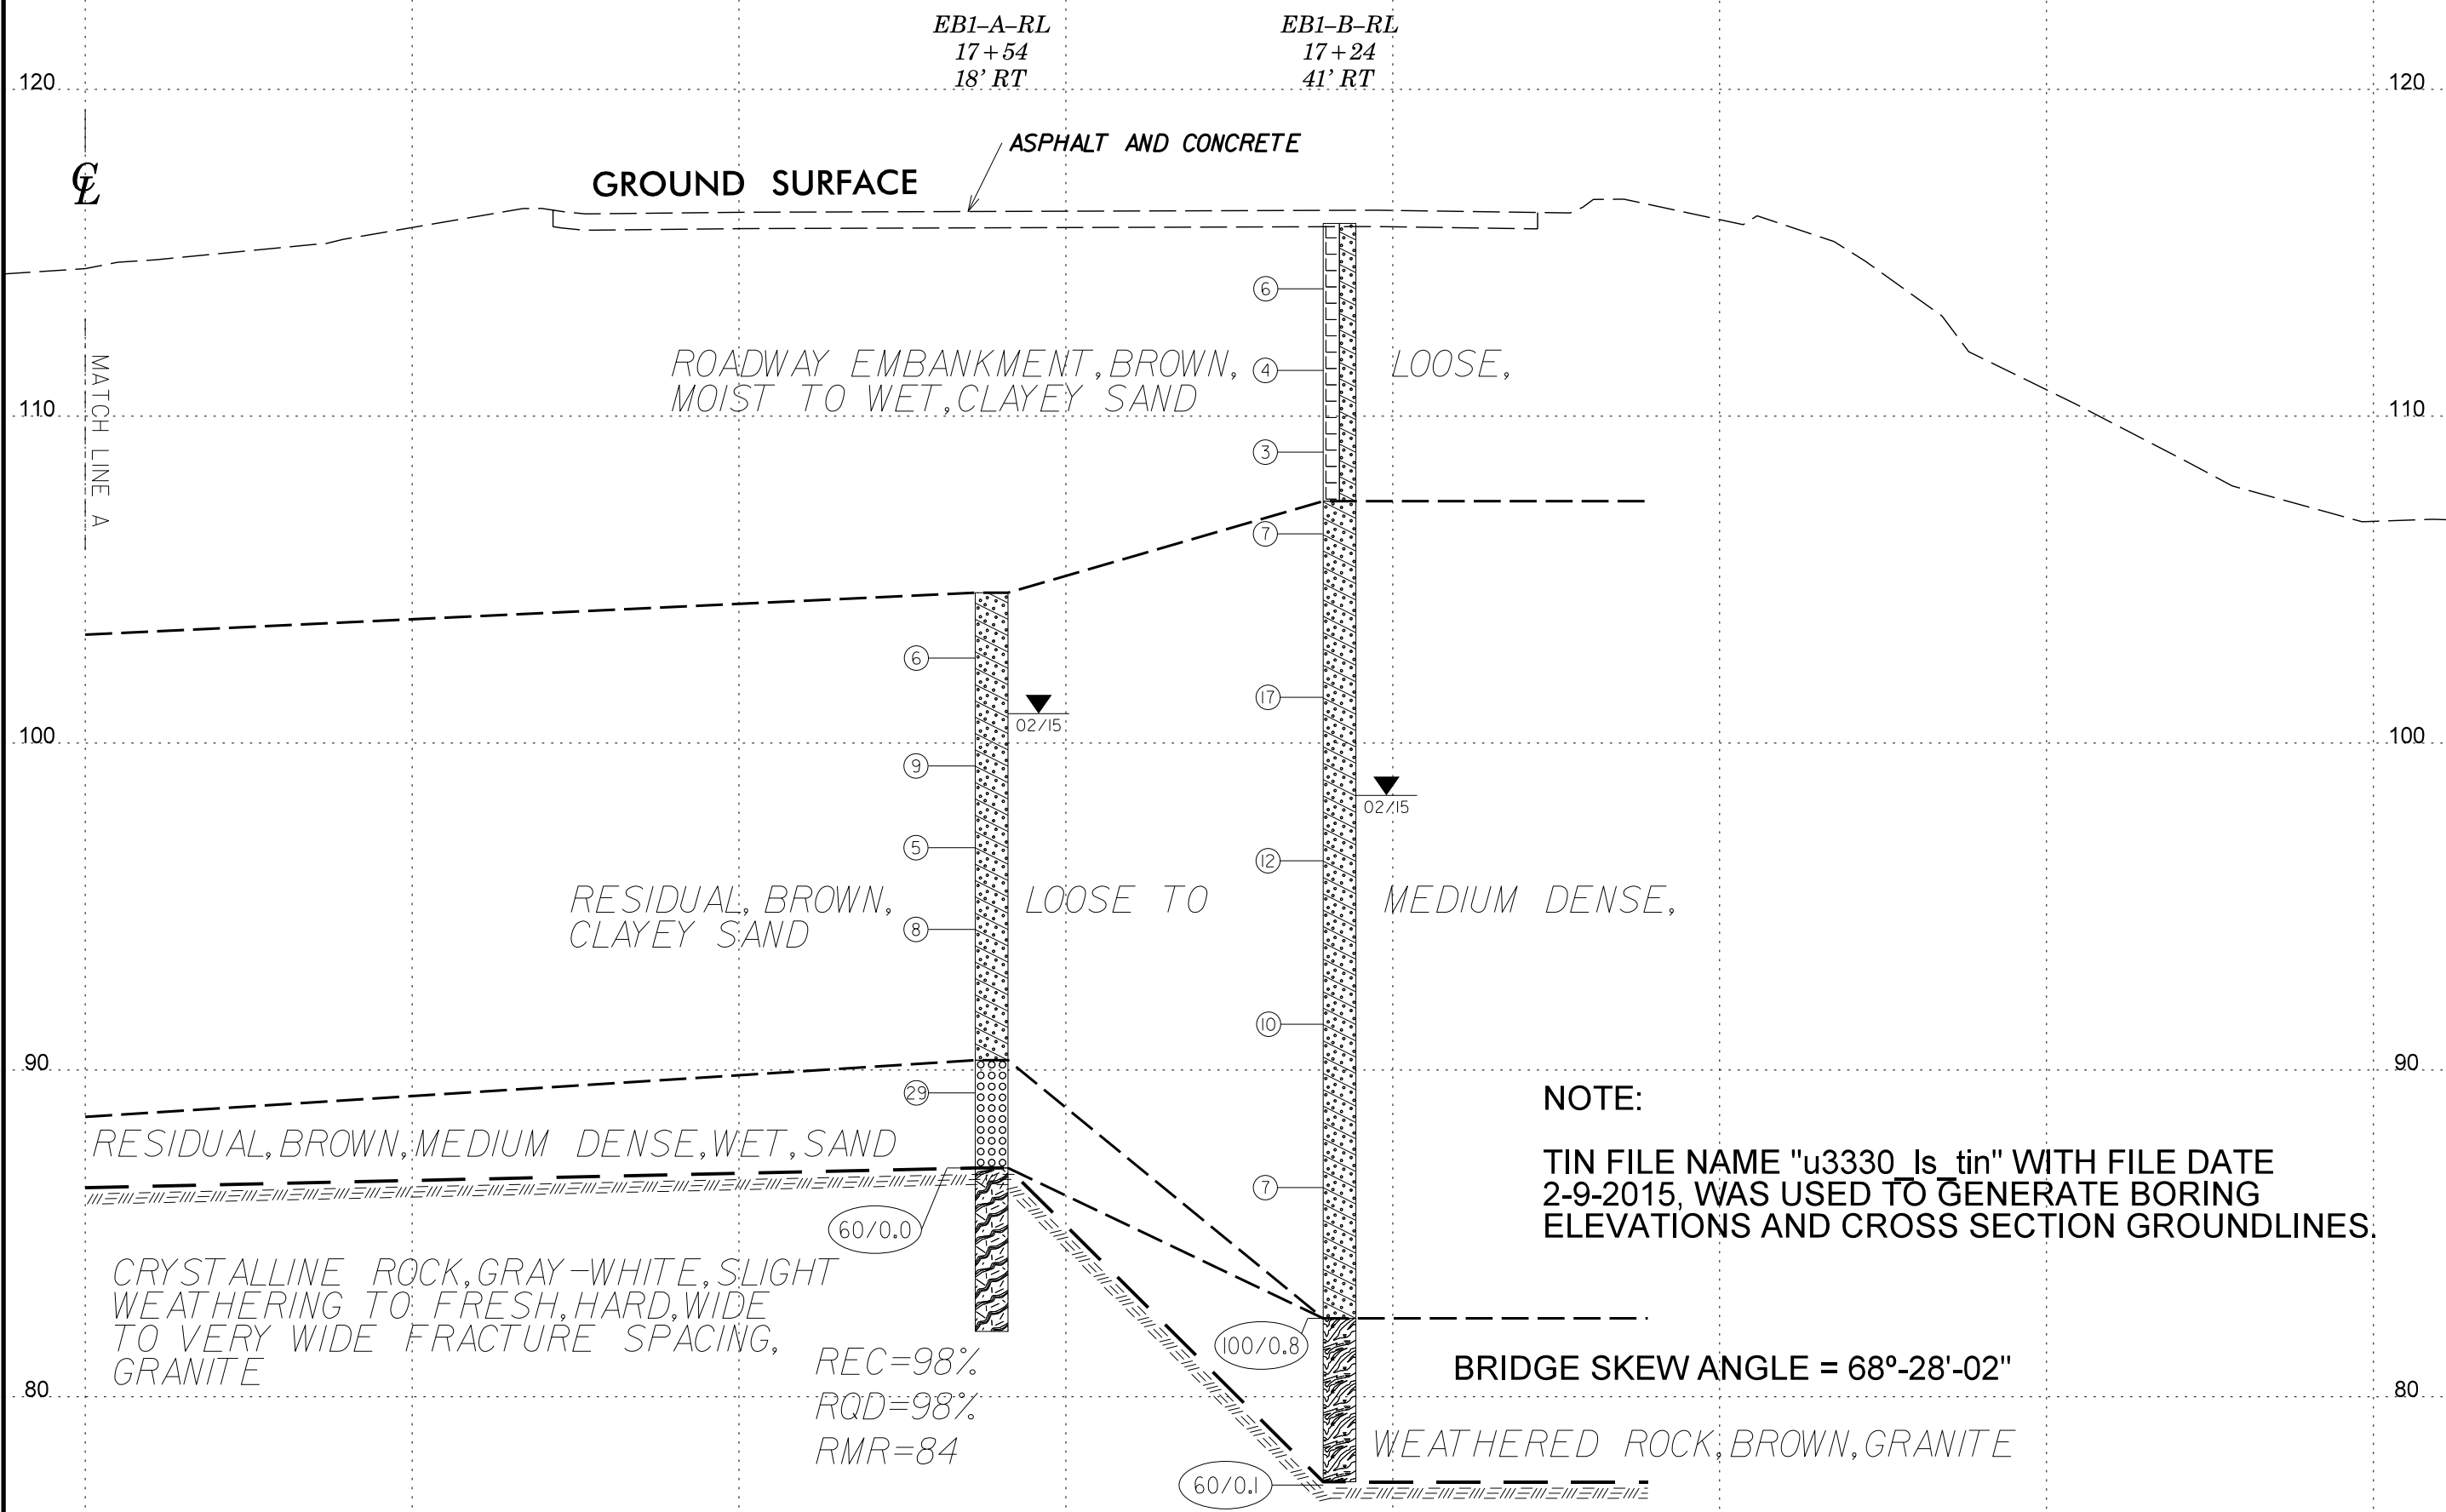 EB1-A-RL
17+54
18' RT
EB1-B-RL
17+24
41' RT
120
120
ASPHALT AND CONCRETE
GROUND SURFACE
CL
MATCH LINE A
6
ROADWAY EMBANKMENT, BROWN, LOOSE,
MOIST TO WET, CLAYEY SAND
4
110
110
3
7
6
17
02/15
100
100
9
02/15
5
12
RESIDUAL, BROWN, LOOSE TO MEDIUM DENSE,
CLAYEY SAND
8
10
90
90
29
NOTE:
RESIDUAL, BROWN, MEDIUM DENSE, WET, SAND
TIN FILE NAME "u3330_ls_tin" WITH FILE DATE
2-9-2015, WAS USED TO GENERATE BORING
ELEVATIONS AND CROSS SECTION GROUNDLINES.
7
60/0.0
CRYSTALLINE ROCK, GRAY-WHITE, SLIGHT
WEATHERING TO FRESH, HARD, WIDE
TO VERY WIDE FRACTURE SPACING,
GRANITE
100/0.8
REC=98%
RQD=98%
RMR=84
BRIDGE SKEW ANGLE = 68º-28'-02"
80
80
WEATHERED ROCK, BROWN, GRANITE
60/0.1